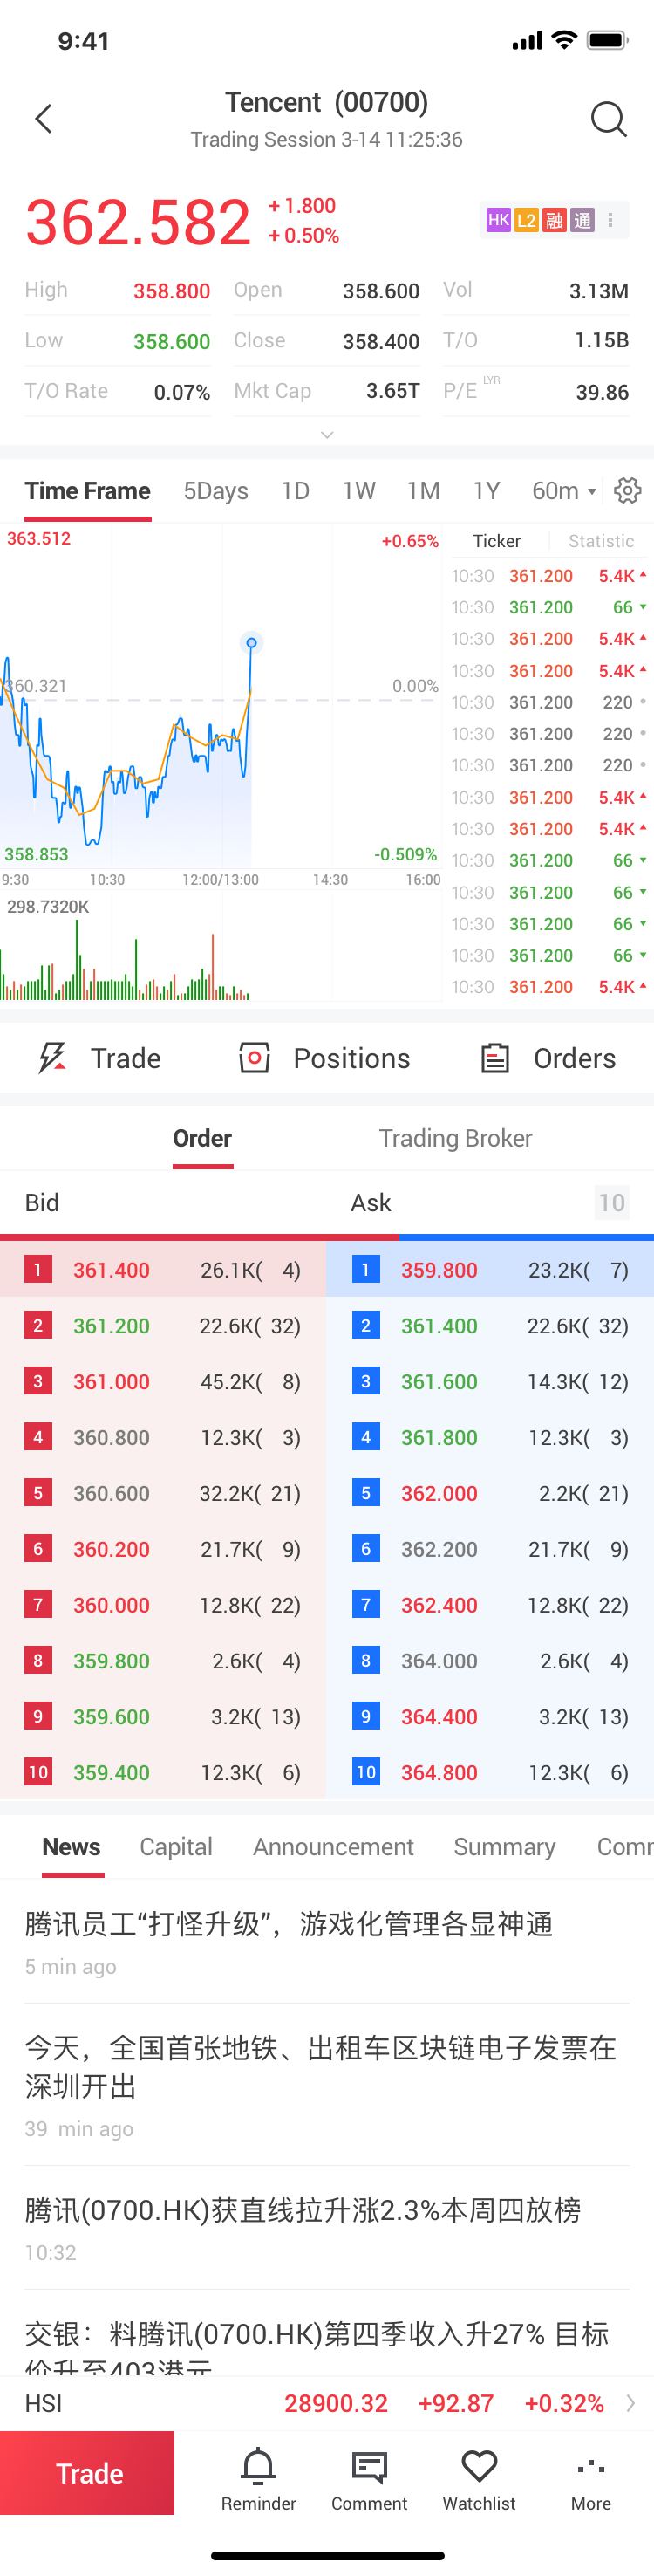 9:41
Tencent (00700)
Trading Session 3-14 11:25:36
362.582 + 1.800
+ 0.50%
HK L2 融 通
High 358.800 Open 358.600 Vol 3.13M
Low 358.600 Close 358.400 T/O 1.15B
T/O Rate 0.07% Mkt Cap 3.65T P/E LYR 39.86
Time Frame 5Days 1D 1W 1M 1Y 60m
363.512 +0.65%
360.321 0.00%
358.853 -0.509%
9:30 10:30 12:00/13:00 14:30 16:00
298.7320K
Ticker Statistic
10:30 361.200 5.4K
10:30 361.200 66
10:30 361.200 5.4K
10:30 361.200 5.4K
10:30 361.200 220
10:30 361.200 220
10:30 361.200 220
10:30 361.200 5.4K
10:30 361.200 5.4K
10:30 361.200 66
10:30 361.200 66
10:30 361.200 66
10:30 361.200 66
10:30 361.200 5.4K
Trade Positions Orders
Order Trading Broker
Bid Ask 10
1 361.400 26.1K( 4) 1 359.800 23.2K( 7)
2 361.200 22.6K( 32) 2 361.400 22.6K( 32)
3 361.000 45.2K( 8) 3 361.600 14.3K( 12)
4 360.800 12.3K( 3) 4 361.800 12.3K( 3)
5 360.600 32.2K( 21) 5 362.000 2.2K( 21)
6 360.200 21.7K( 9) 6 362.200 21.7K( 9)
7 360.000 12.8K( 22) 7 362.400 12.8K( 22)
8 359.800 2.6K( 4) 8 364.000 2.6K( 4)
9 359.600 3.2K( 13) 9 364.400 3.2K( 13)
10 359.400 12.3K( 6) 10 364.800 12.3K( 6)
News Capital Announcement Summary Comm
腾讯员工“打怪升级”，游戏化管理各显神通
5 min ago
今天，全国首张地铁、出租车区块链电子发票在
深圳开出
39 min ago
腾讯(0700.HK)获直线拉升涨2.3%本周四放榜
10:32
交银：料腾讯(0700.HK)第四季收入升27% 目标
价升至403港元
HSI 28900.32 +92.87 +0.32%
Trade Reminder Comment Watchlist More